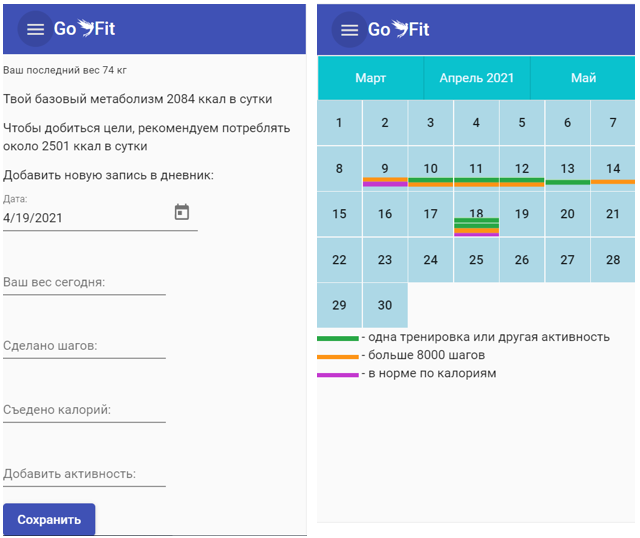 Go Fit
Ваш последний вес 74 кг
Твой базовый метаболизм 2084 ккал в сутки
Чтобы добиться цели, рекомендуем потреблять
около 2501 ккал в сутки
Добавить новую запись в дневник:
Дата:
4/19/2021
Ваш вес сегодня:
Сделано шагов:
Съедено калорий:
Добавить активность:
Сохранить
Go Fit
Март Апрель 2021 Май
1 2 3 4 5 6 7
8 9 10 11 12 13 14
15 16 17 18 19 20 21
22 23 24 25 26 27 28
29 30
- одна тренировка или другая активность
- больше 8000 шагов
- в норме по калориям